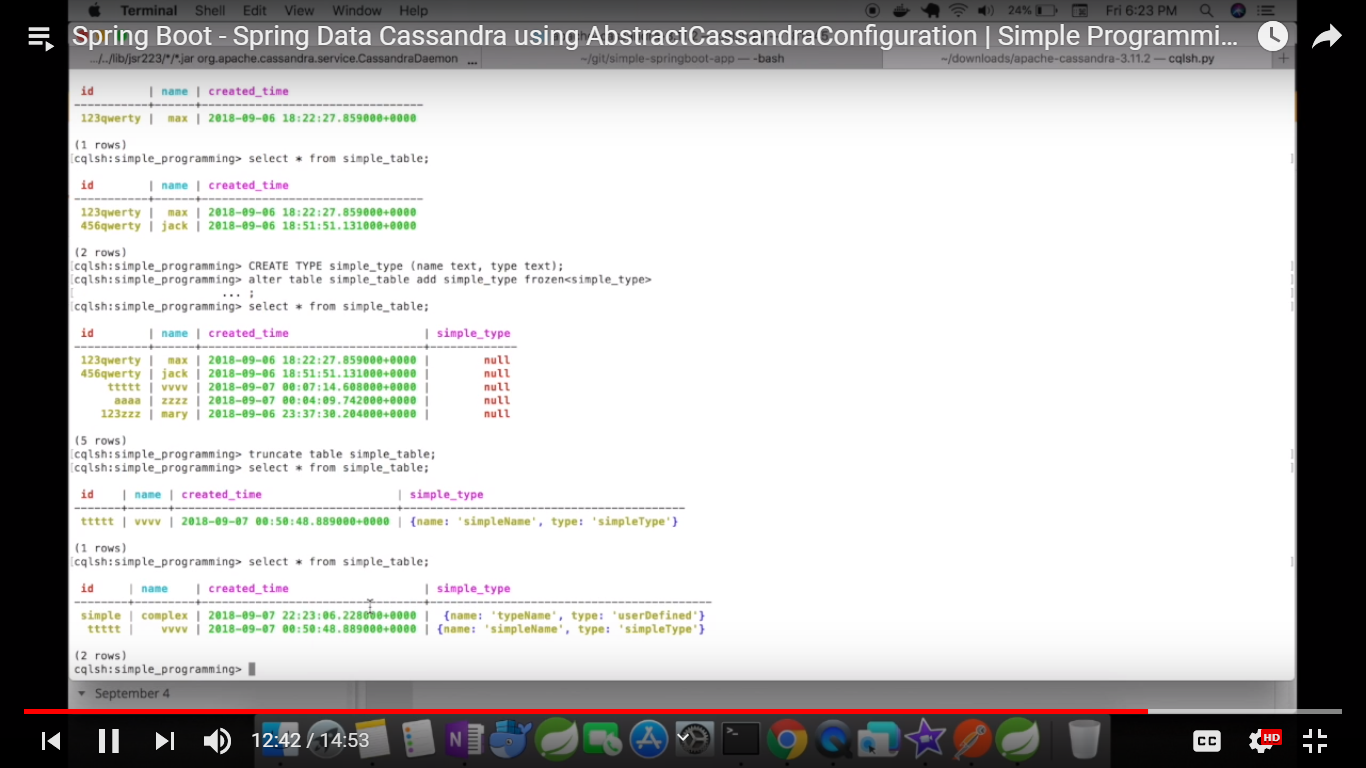 Terminal Shell Edit View Window Help 24% Fri 6:23 PM
Spring Boot - Spring Data Cassandra using AbstractCassandraConfiguration | Simple Programmi...
.../../lib/jsr223/*/*.jar org.apache.cassandra.service.CassandraDaemon ... ~/git/simple-springboot-app — -bash ~/downloads/apache-cassandra-3.11.2 — cqlsh.py +
id | name | created_time
-----------+------+---------------------------------
123qwerty | max | 2018-09-06 18:22:27.859000+0000
(1 rows)
[cqlsh:simple_programming> select * from simple_table; ]
id | name | created_time
-----------+------+---------------------------------
123qwerty | max | 2018-09-06 18:22:27.859000+0000
456qwerty | jack | 2018-09-06 18:51:51.131000+0000
(2 rows)
[cqlsh:simple_programming> CREATE TYPE simple_type (name text, type text); ]
[cqlsh:simple_programming> alter table simple_table add simple_type frozen<simple_type> ]
[ ... ; ]
[cqlsh:simple_programming> select * from simple_table; ]
id | name | created_time | simple_type
-----------+------+---------------------------------+-------------
123qwerty | max | 2018-09-06 18:22:27.859000+0000 | null
456qwerty | jack | 2018-09-06 18:51:51.131000+0000 | null
ttttt | vvvv | 2018-09-07 00:07:14.608000+0000 | null
aaaa | zzzz | 2018-09-07 00:04:09.742000+0000 | null
123zzz | mary | 2018-09-06 23:37:30.204000+0000 | null
(5 rows)
[cqlsh:simple_programming> truncate table simple_table; ]
[cqlsh:simple_programming> select * from simple_table; ]
id | name | created_time | simple_type
-------+------+---------------------------------+------------------------------------------
ttttt | vvvv | 2018-09-07 00:50:48.889000+0000 | {name: 'simpleName', type: 'simpleType'}
(1 rows)
[cqlsh:simple_programming> select * from simple_table; ]
id | name | created_time | simple_type
--------+---------+---------------------------------+------------------------------------------
simple | complex | 2018-09-07 22:23:06.228000+0000 | {name: 'typeName', type: 'userDefined'}
ttttt | vvvv | 2018-09-07 00:50:48.889000+0000 | {name: 'simpleName', type: 'simpleType'}
(2 rows)
cqlsh:simple_programming>
September 4
12:42 / 14:53 CC HD